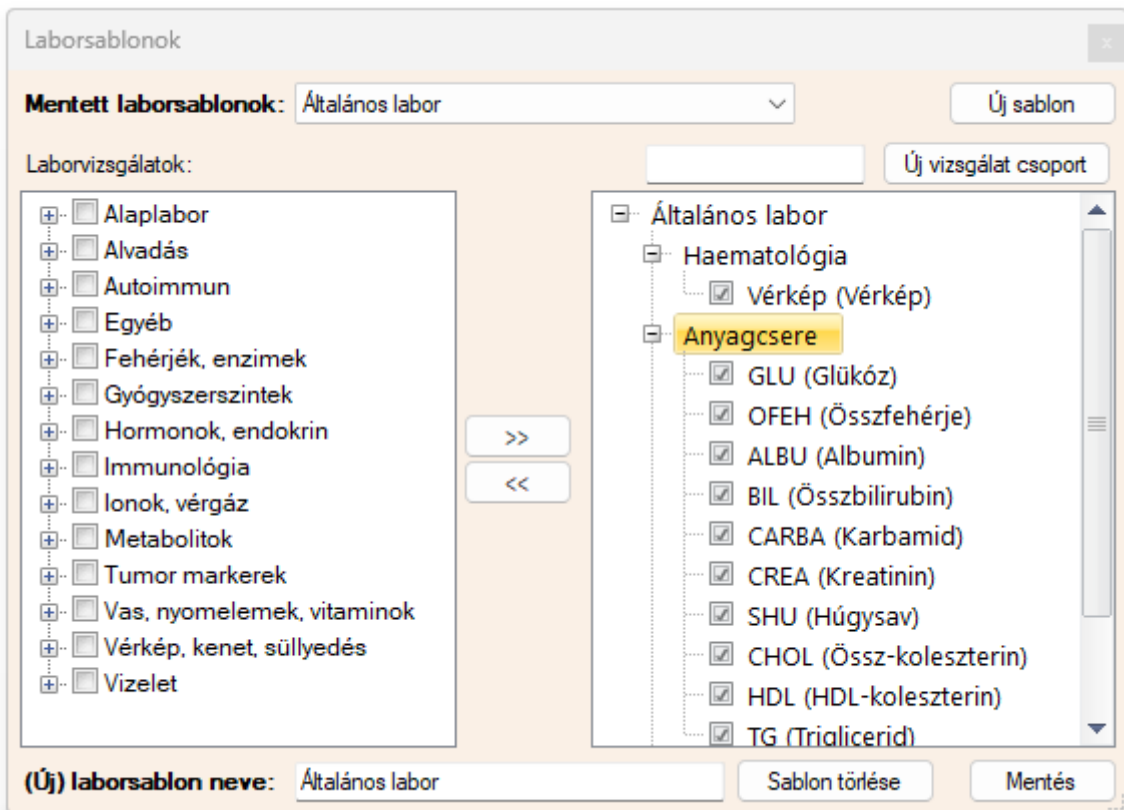 Laborsablonok
x
Mentett laborsablonok: Általános labor Új sablon
Laborvizsgálatok: Új vizsgálat csoport
Alaplabor
Alvadás
Autoimmun
Egyéb
Fehérjék, enzimek
Gyógyszerszintek
Hormonok, endokrin
Immunológia
Ionok, vérgáz
Metabolitok
Tumor markerek
Vas, nyomelemek, vitaminok
Vérkép, kenet, süllyedés
Vizelet
>>
<<
Általános labor
Haematológia
Vérkép (Vérkép)
Anyagcsere
GLU (Glükóz)
OFEH (Összfehérje)
ALBU (Albumin)
BIL (Összbilirubin)
CARBA (Karbamid)
CREA (Kreatinin)
SHU (Húgysav)
CHOL (Össz-koleszterin)
HDL (HDL-koleszterin)
TG (Triglicerid)
(Új) laborsablon neve: Általános labor Sablon törlése Mentés